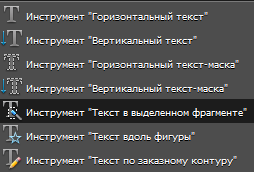 Инструмент "Горизонтальный текст"
Инструмент "Вертикальный текст"
Инструмент "Горизонтальный текст-маска"
Инструмент "Вертикальный текст-маска"
Инструмент "Текст в выделенном фрагменте"
Инструмент "Текст вдоль фигуры"
Инструмент "Текст по заказному контуру"